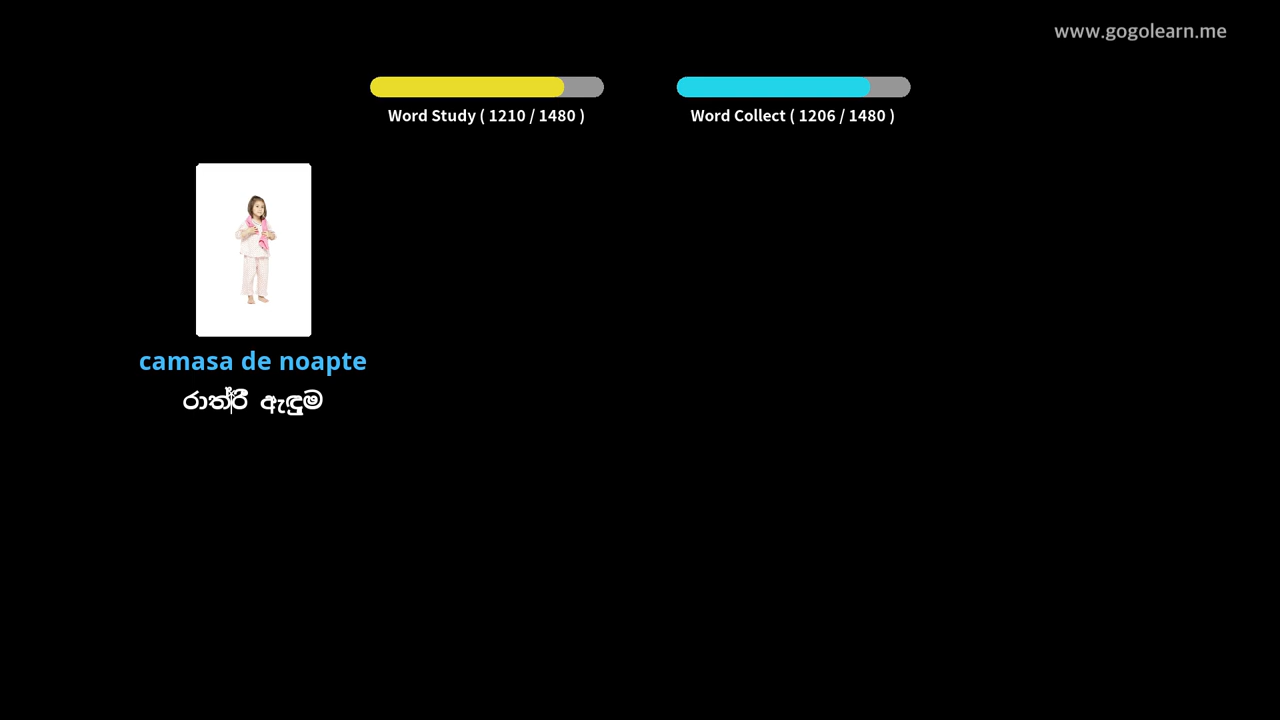 www.gogolearn.me
Word Study ( 1210 / 1480 )
Word Collect ( 1206 / 1480 )
camasa de noapte
රාත්‍රී ඇඳුම